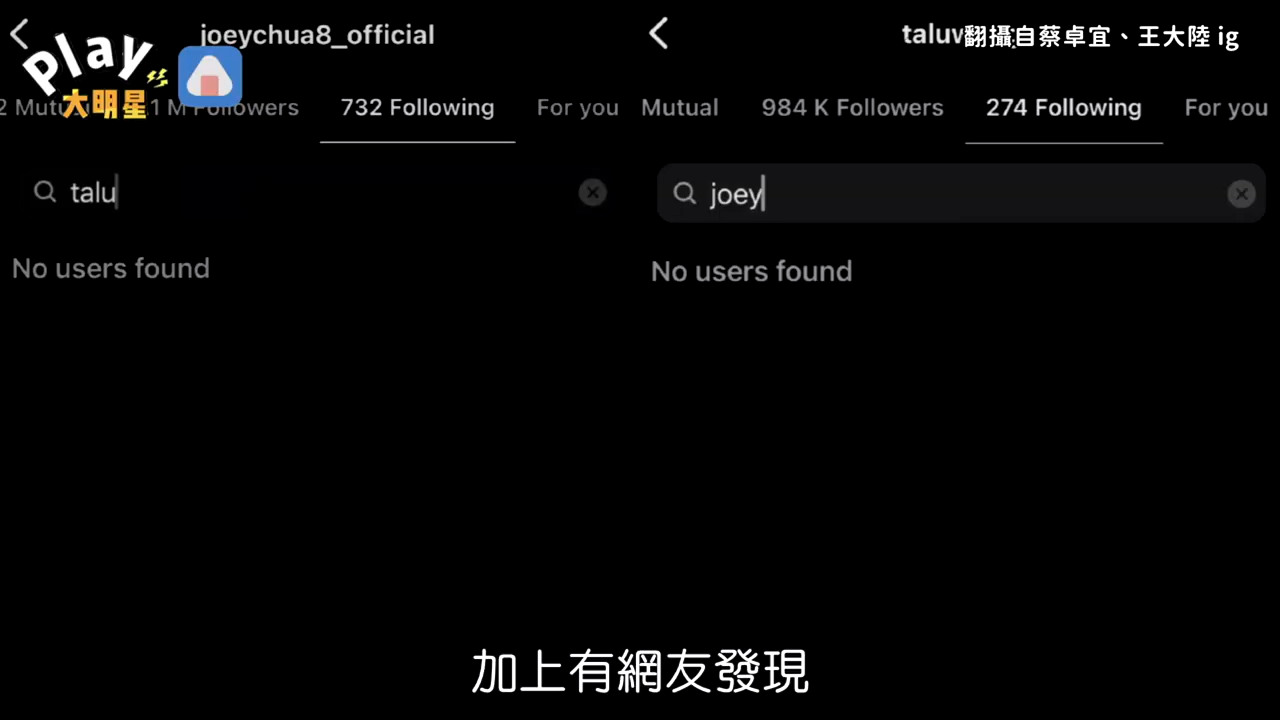 Play
大明星
joeychua8_official
732 Following
For you
talu
No users found
翻攝自蔡卓宜、王大陸 ig
Mutual
984 K Followers
274 Following
For you
joey
No users found
加上有網友發現